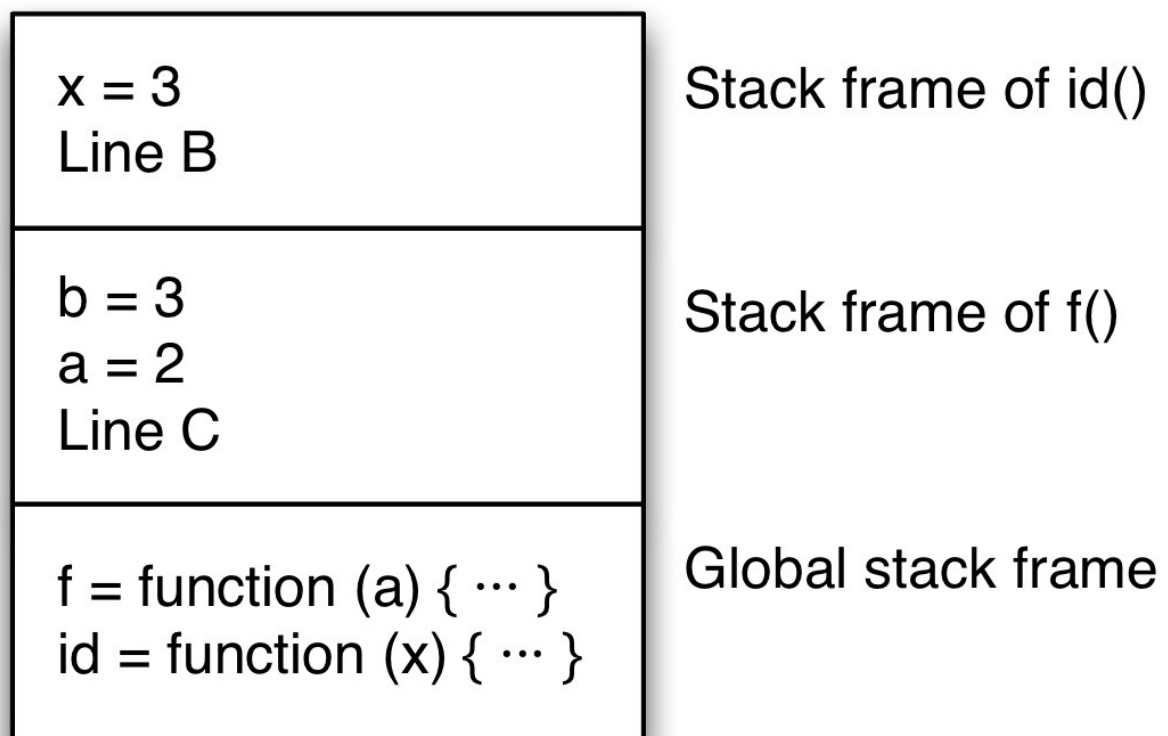 x = 3
Line B
Stack frame of id()
b = 3
a = 2
Line C
Stack frame of f()
f = function (a) { ··· }
id = function (x) { ··· }
Global stack frame